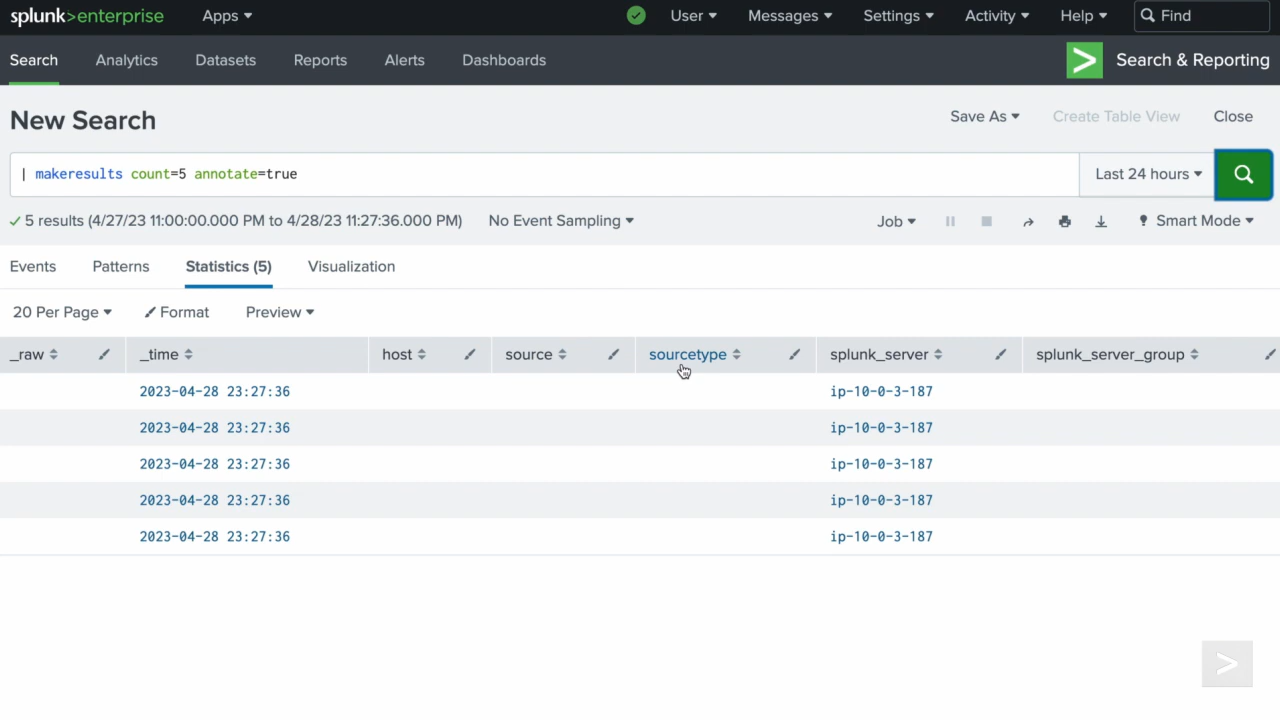 splunk>enterprise Apps User Messages Settings Activity Help Find
Search Analytics Datasets Reports Alerts Dashboards > Search & Reporting
New Search Save As Create Table View Close
| makeresults count=5 annotate=true Last 24 hours
5 results (4/27/23 11:00:00.000 PM to 4/28/23 11:27:36.000 PM) No Event Sampling Job Smart Mode
Events Patterns Statistics (5) Visualization
20 Per Page Format Preview
_raw _time host source sourcetype splunk_server splunk_server_group
2023-04-28 23:27:36 ip-10-0-3-187
2023-04-28 23:27:36 ip-10-0-3-187
2023-04-28 23:27:36 ip-10-0-3-187
2023-04-28 23:27:36 ip-10-0-3-187
2023-04-28 23:27:36 ip-10-0-3-187
>